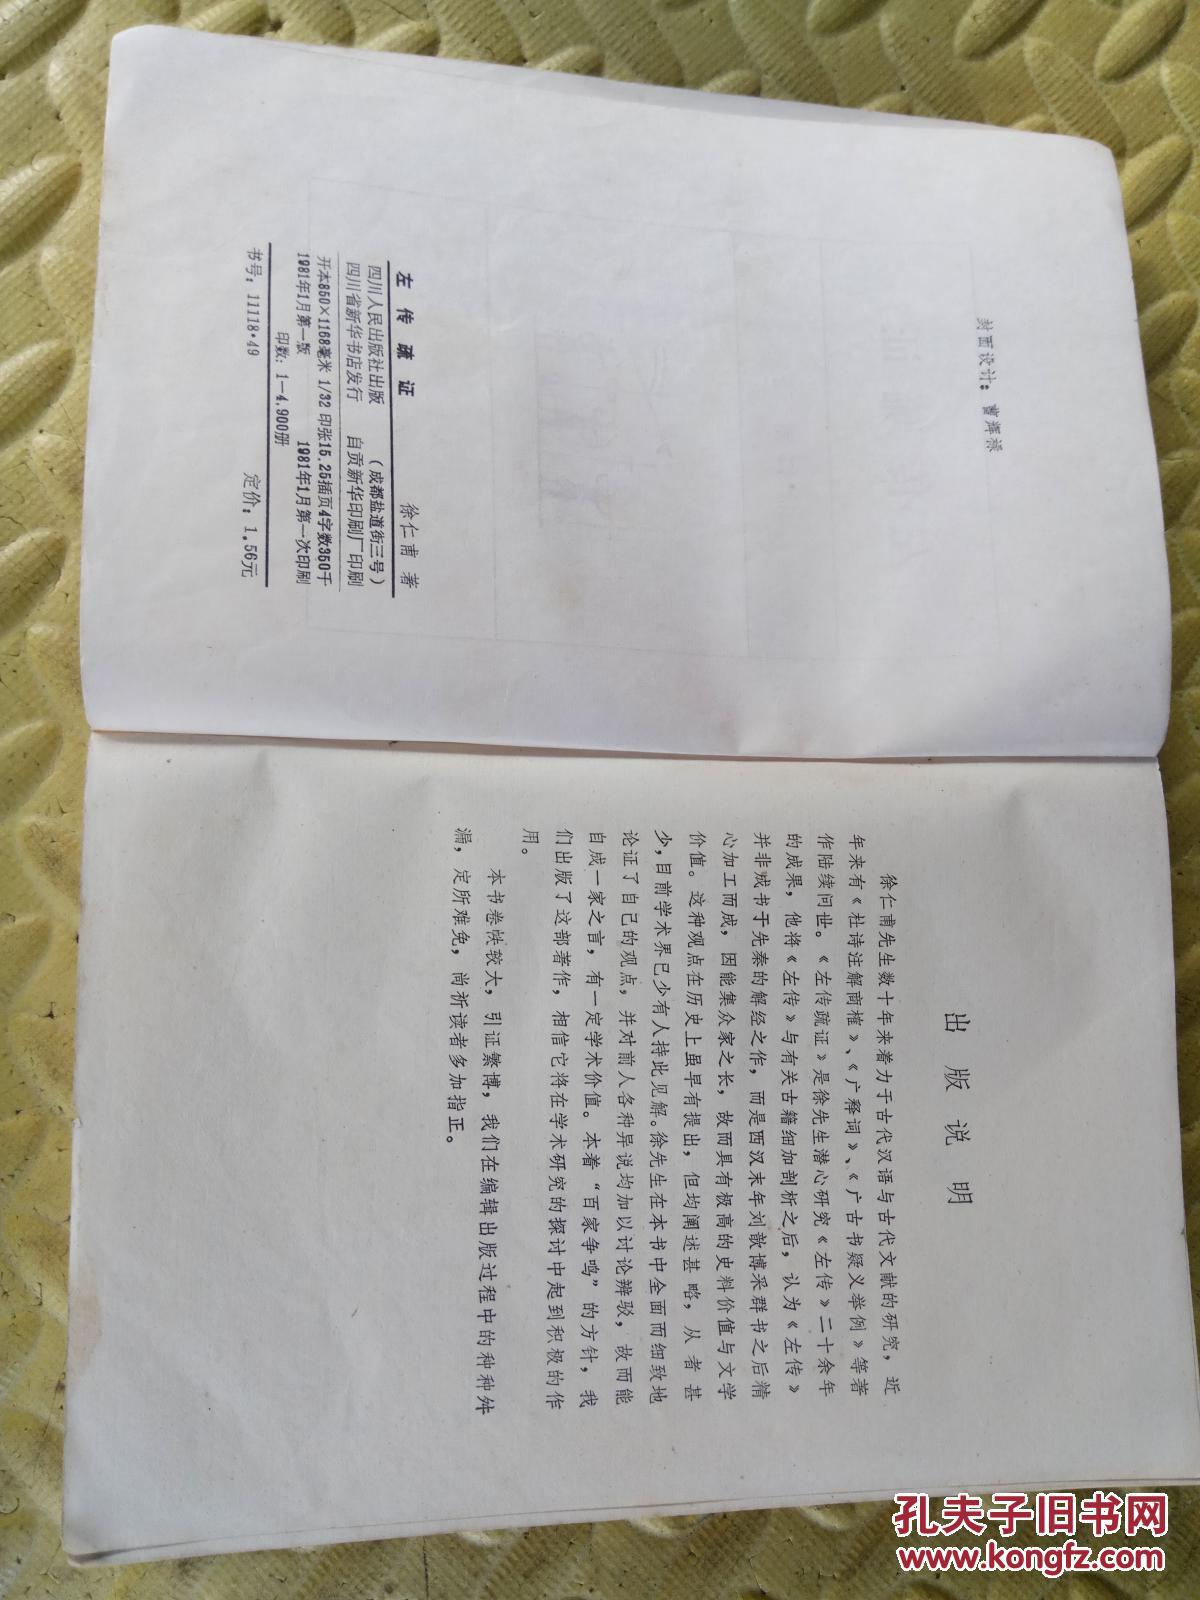 封面设计：曹辉禄
左传疏证
徐仁甫 著
四川人民出版社出版 （成都盐道街三号）
四川省新华书店发行 自贡新华印刷厂印刷
开本850×1168毫米 1/32 印张15.25插页4字数350千
1981年1月第一版 1981年1月第一次印刷
印数：1—4,900册
书号：11118·49 定价：1.56元
出版说明
徐仁甫先生数十年来着力于古代汉语与古代文献的研究，近
年来有《杜诗注解商榷》、《广释词》、《广古书疑义举例》等著
作陆续问世。《左传疏证》是徐先生潜心研究《左传》二十余年
的成果，他将《左传》与有关古籍细加剖析之后，认为《左传》
并非成书于先秦的解经之作，而是西汉末年刘歆博采群书之后精
心加工而成，因能集众家之长，故而具有极高的史料价值与文学
价值。这种观点在历史上虽早有提出，但均阐述甚略，从者甚
少，目前学术界已少有人持此见解。徐先生在本书中全面而细致地
论证了自己的观点，并对前人各种异说均加以讨论辨驳，故而能
自成一家之言，有一定学术价值。本着“百家争鸣”的方针，我
们出版了这部著作，相信它将在学术研究的探讨中起到积极的作
用。
本书卷帙较大，引证繁博，我们在编辑出版过程中的种种舛
漏，定所难免，尚祈读者多加指正。
孔夫子旧书网
www.kongfz.com